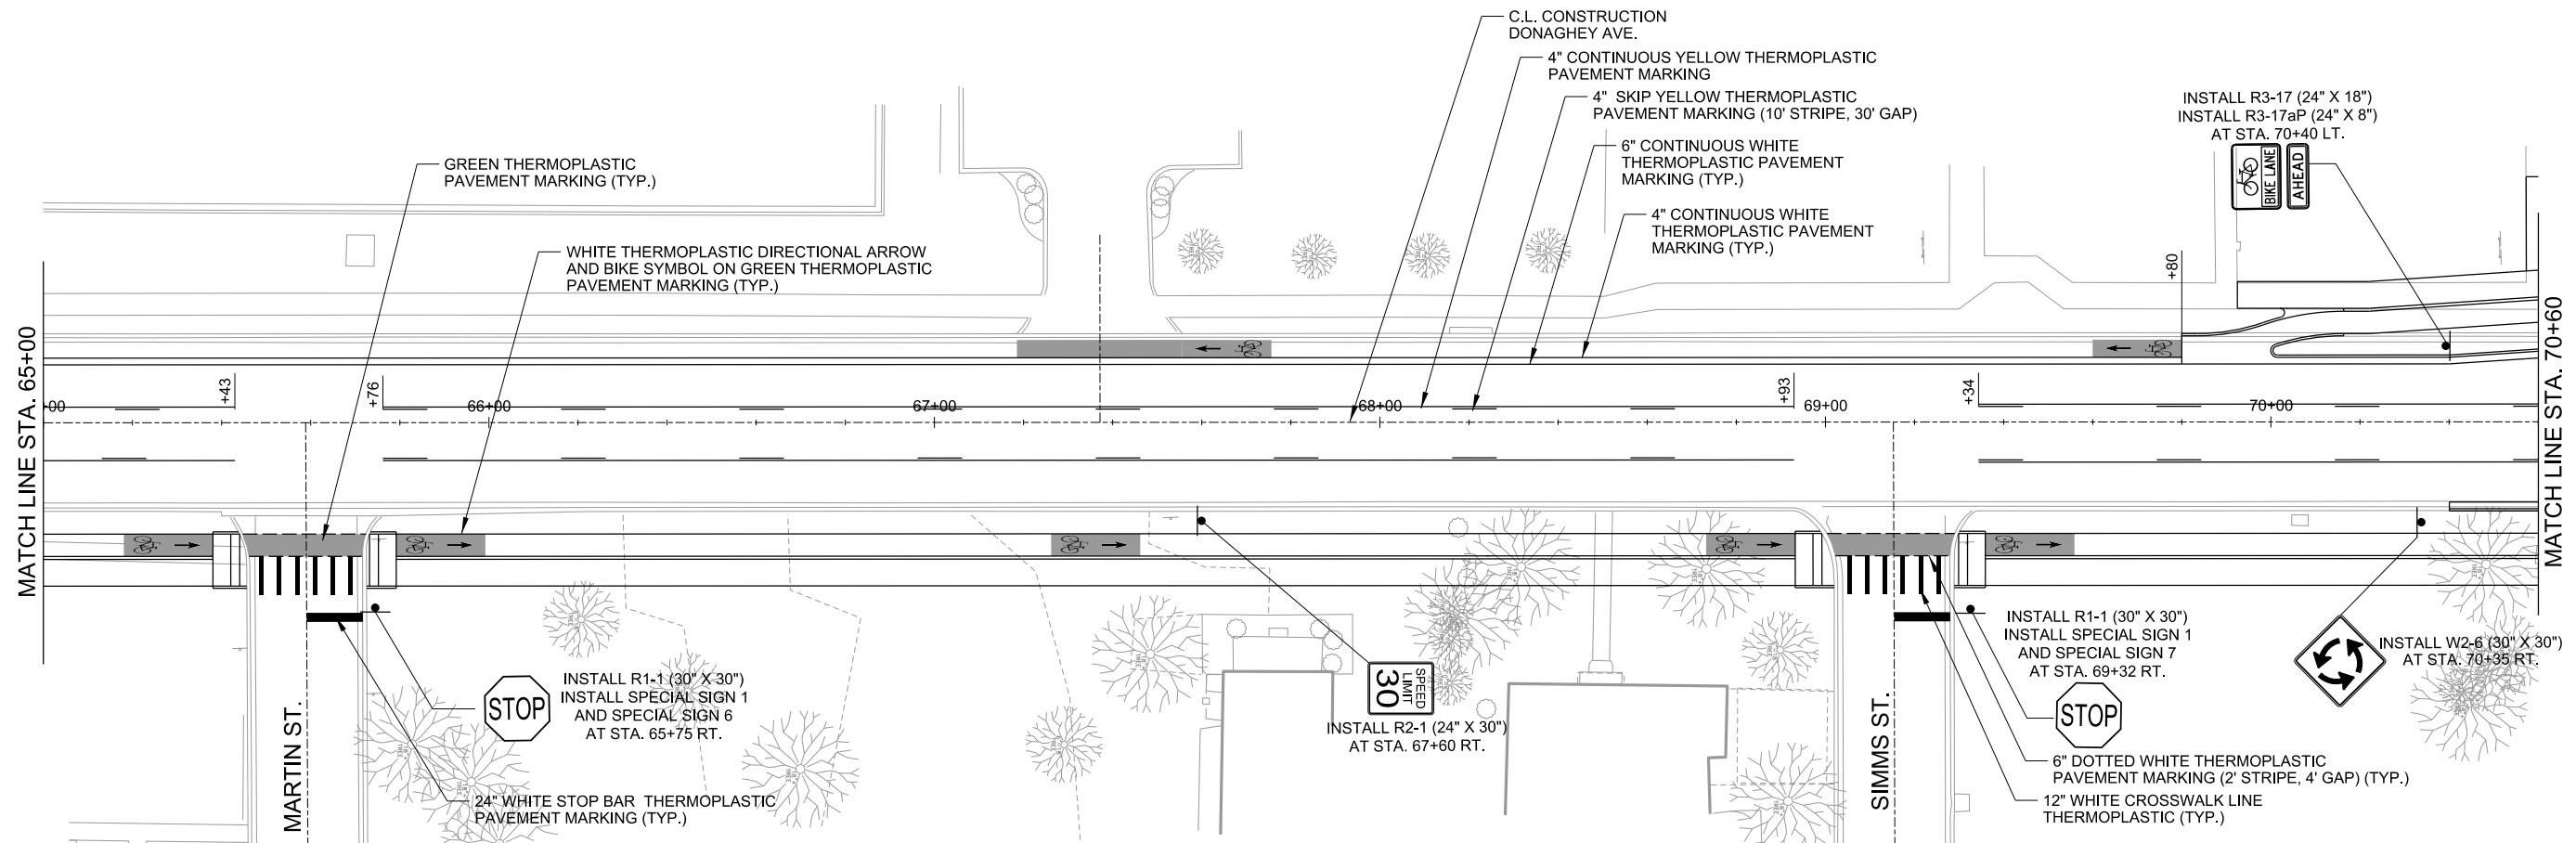 C.L. CONSTRUCTION
DONAGHEY AVE.
4" CONTINUOUS YELLOW THERMOPLASTIC
PAVEMENT MARKING
4" SKIP YELLOW THERMOPLASTIC
PAVEMENT MARKING (10' STRIPE, 30' GAP)
6" CONTINUOUS WHITE
THERMOPLASTIC PAVEMENT
MARKING (TYP.)
4" CONTINUOUS WHITE
THERMOPLASTIC PAVEMENT
MARKING (TYP.)
INSTALL R3-17 (24" X 18")
INSTALL R3-17aP (24" X 8")
AT STA. 70+40 LT.
BIKE LANE
AHEAD
GREEN THERMOPLASTIC
PAVEMENT MARKING (TYP.)
WHITE THERMOPLASTIC DIRECTIONAL ARROW
AND BIKE SYMBOL ON GREEN THERMOPLASTIC
PAVEMENT MARKING (TYP.)
+80
MATCH LINE STA. 65+00
MATCH LINE STA. 70+60
+43
+76
+93
+34
+00
66+00
67+00
68+00
69+00
70+00
MARTIN ST.
STOP
INSTALL R1-1 (30" X 30")
INSTALL SPECIAL SIGN 1
AND SPECIAL SIGN 6
AT STA. 65+75 RT.
24" WHITE STOP BAR THERMOPLASTIC
PAVEMENT MARKING (TYP.)
SPEED
LIMIT
30
INSTALL R2-1 (24" X 30")
AT STA. 67+60 RT.
SIMMS ST.
INSTALL R1-1 (30" X 30")
INSTALL SPECIAL SIGN 1
AND SPECIAL SIGN 7
AT STA. 69+32 RT.
STOP
6" DOTTED WHITE THERMOPLASTIC
PAVEMENT MARKING (2' STRIPE, 4' GAP) (TYP.)
12" WHITE CROSSWALK LINE
THERMOPLASTIC (TYP.)
INSTALL W2-6 (30" X 30")
AT STA. 70+35 RT.